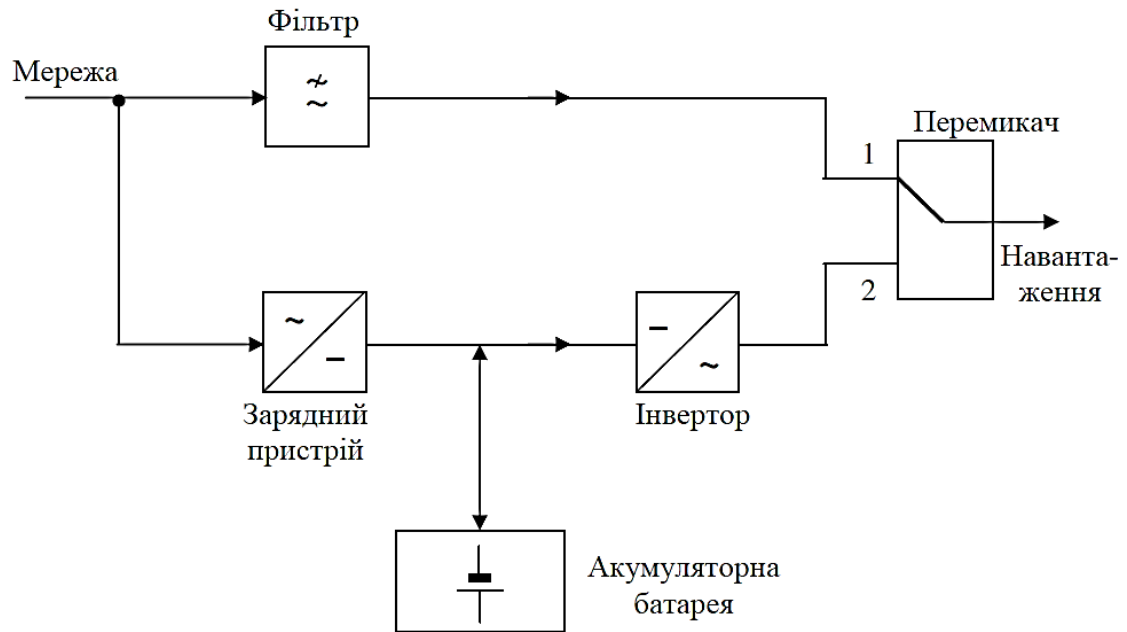 Фільтр
Мережа
Перемикач
1
2
Наванта-
ження
Зарядний
пристрій
Інвертор
Акумуляторна
батарея